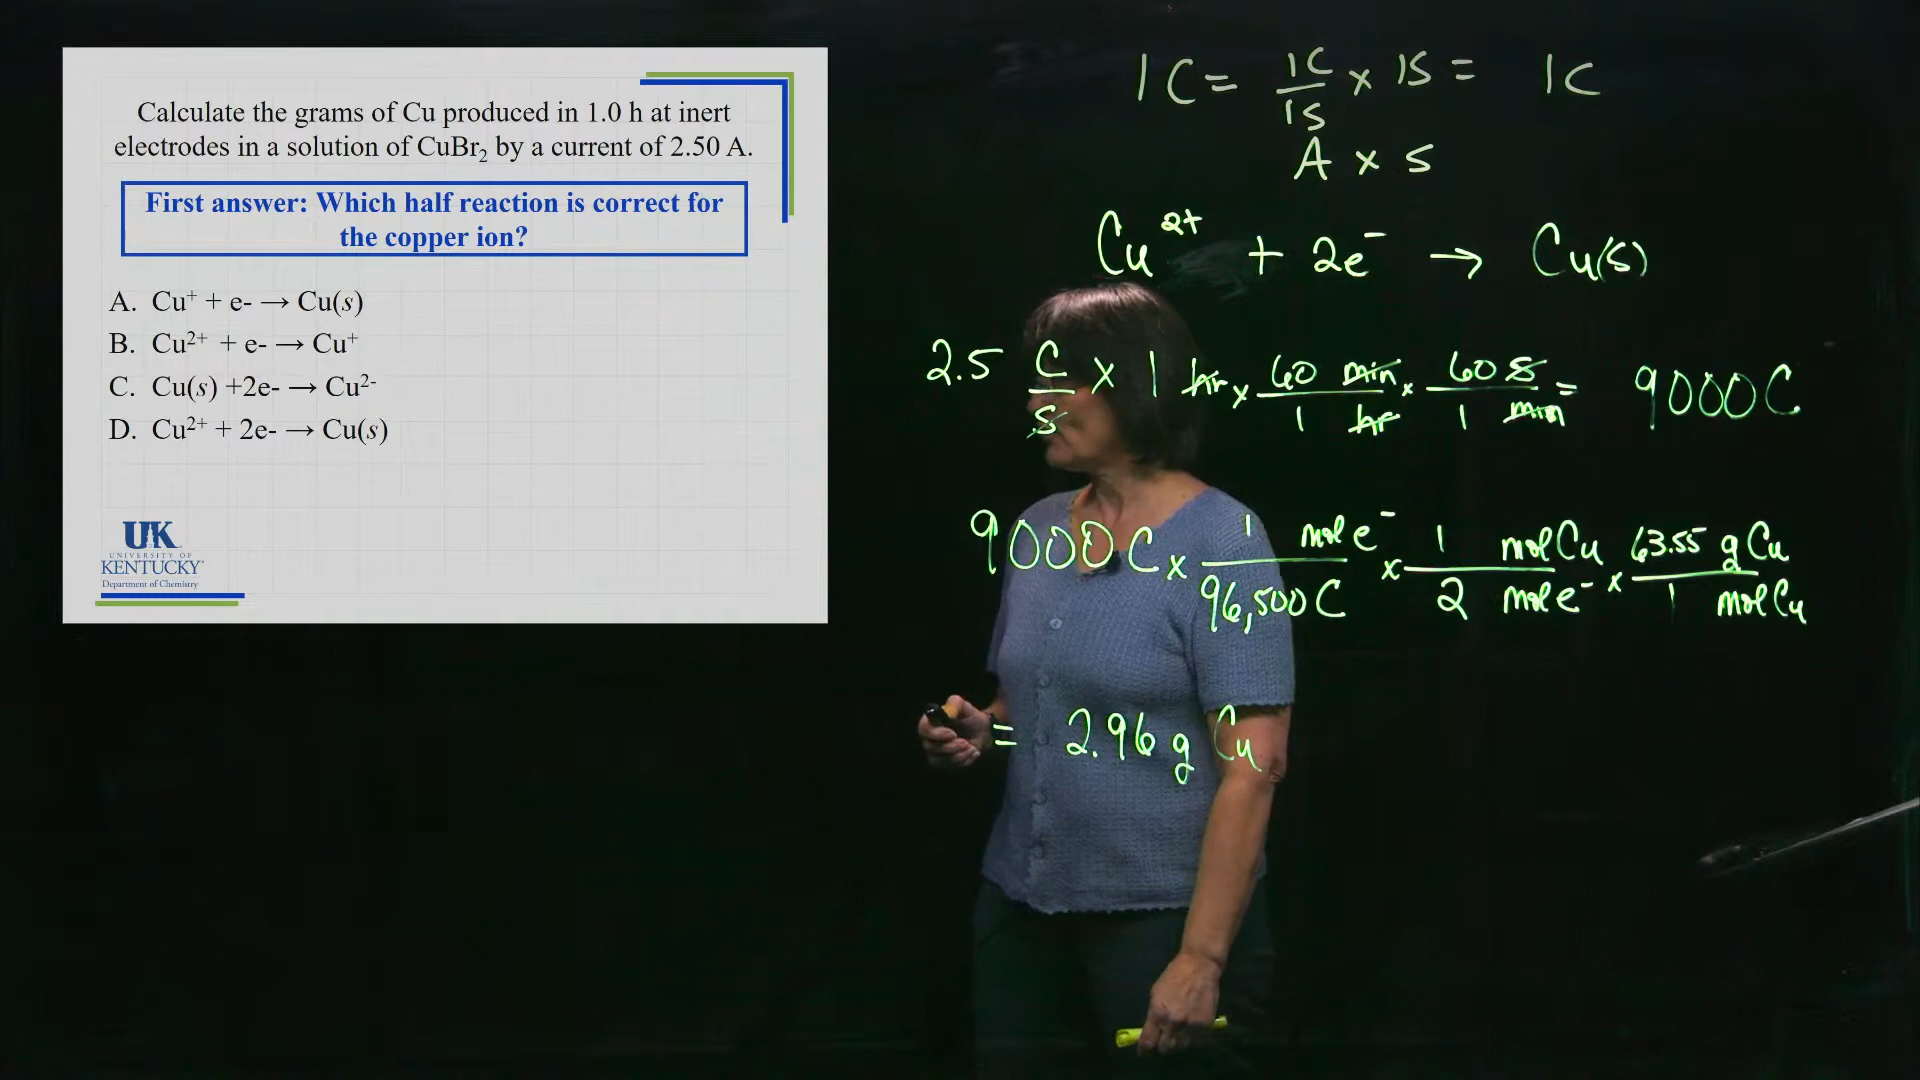 Calculate the grams of Cu produced in 1.0 h at inert
electrodes in a solution of CuBr₂ by a current of 2.50 A.
First answer: Which half reaction is correct for
the copper ion?
A. Cu⁺ + e- → Cu(s)
B. Cu²⁺ + e- → Cu⁺
C. Cu(s) +2e- → Cu²⁻
D. Cu²⁺ + 2e- → Cu(s)
UK
UNIVERSITY OF
KENTUCKY
Department of Chemistry
1C = 1C/1S × 1S = 1C
A × S
Cu²⁺ + 2e⁻ → Cu(s)
2.5 C/s × 1 hr × 60 min/1 hr × 60 s/1 min = 9000 C
9000 C × 1 mol e⁻/96,500 C × 1 mol Cu/2 mol e⁻ × 63.55 g Cu/1 mol Cu
= 2.96 g Cu